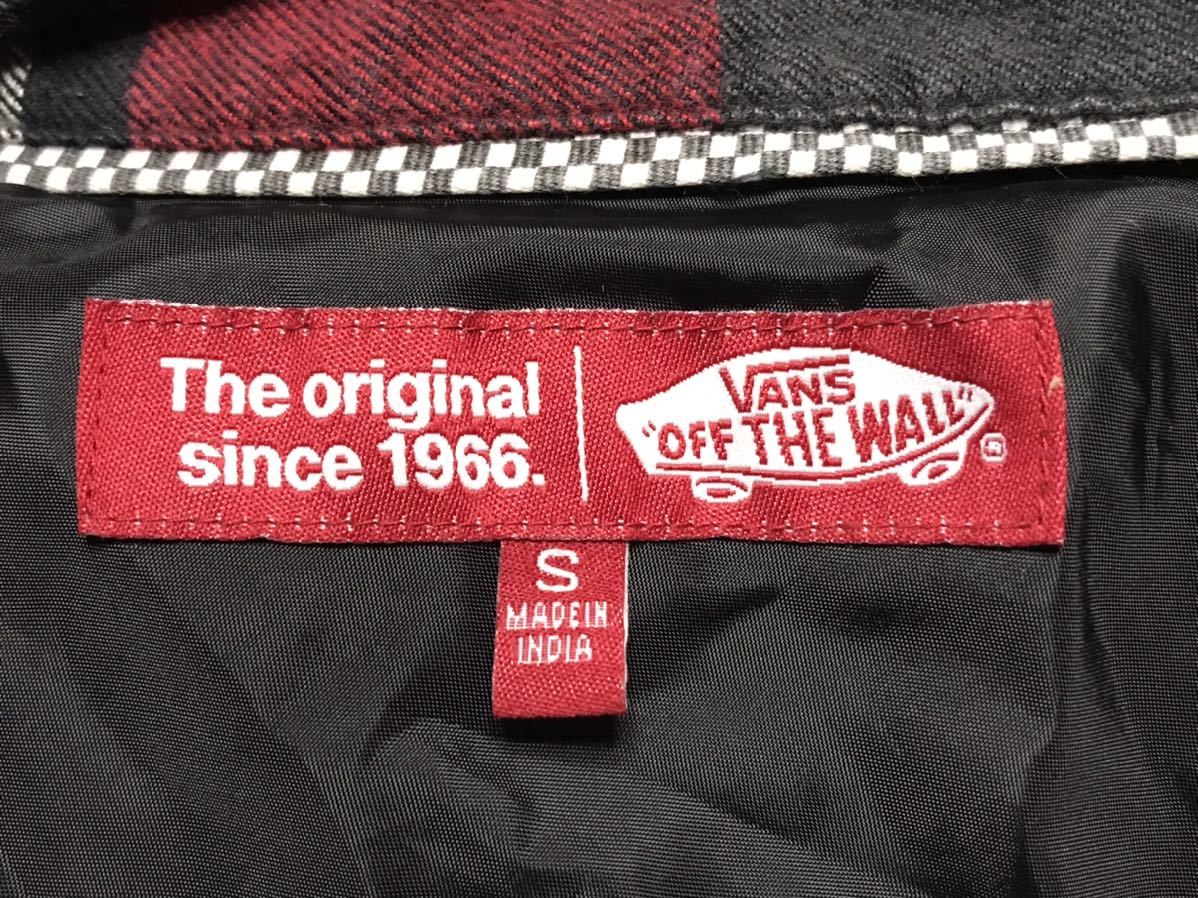 The original
since 1966.
VANS
"OFF THE WALL"
®
S
MADE IN
INDIA